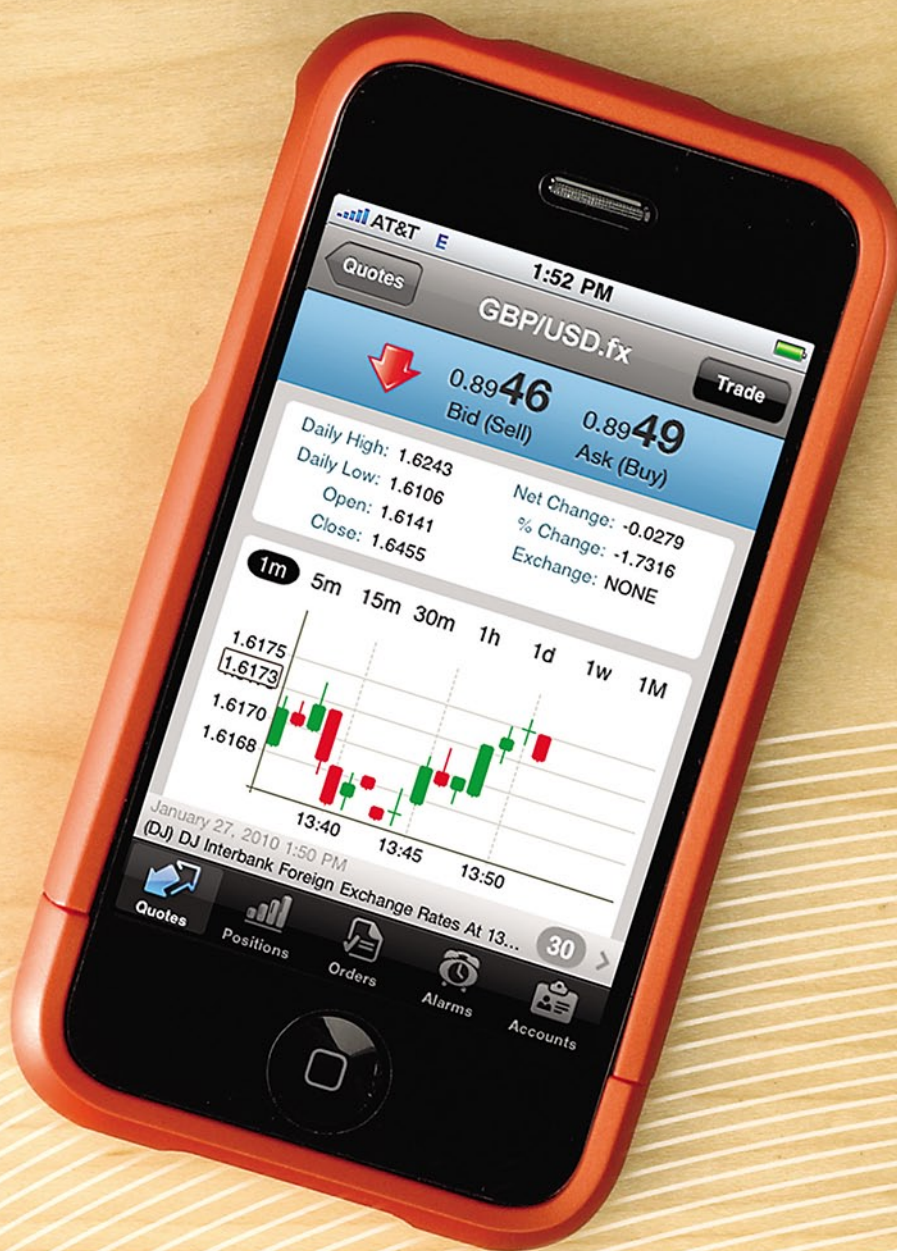 AT&T E 1:52 PM
Quotes GBP/USD.fx Trade
0.8946 0.8949
Bid (Sell) Ask (Buy)
Daily High: 1.6243
Daily Low: 1.6106
Open: 1.6141
Close: 1.6455
Net Change: -0.0279
% Change: -1.7316
Exchange: NONE
1m 5m 15m 30m 1h 1d 1w 1M
1.6175
1.6173
1.6170
1.6168
13:40 13:45 13:50
January 27, 2010 1:50 PM
(DJ) DJ Interbank Foreign Exchange Rates At 13... 30
Quotes Positions Orders Alarms Accounts